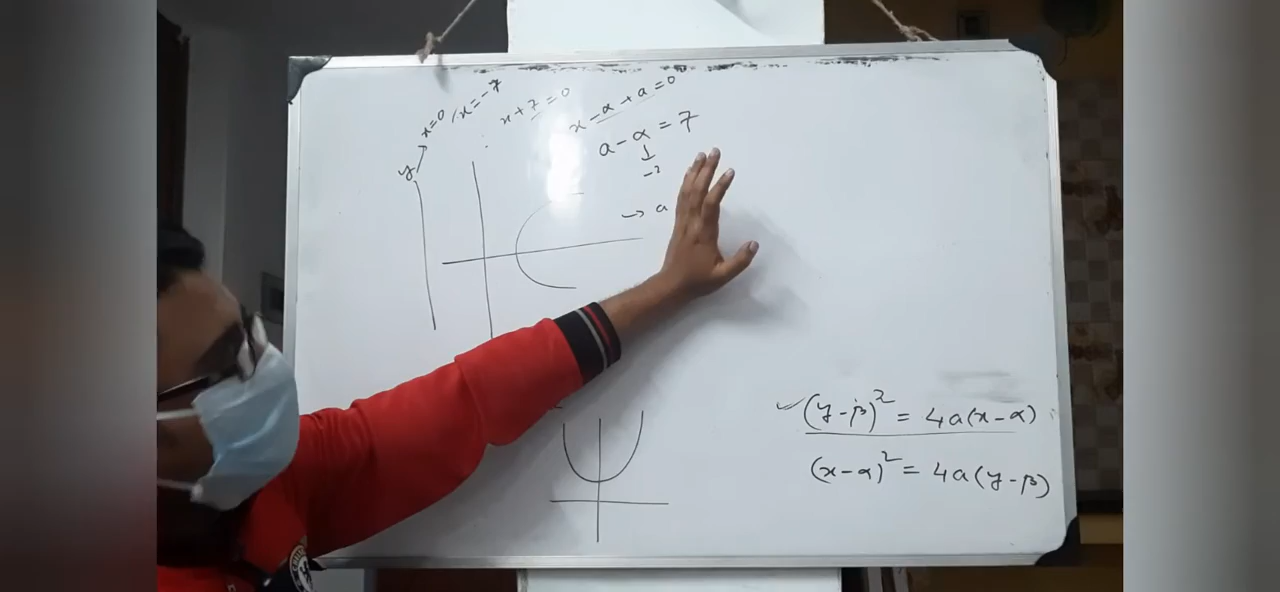 y
x=0 / x=-7
x+7=0
x-α+a=0
a-α=7
↓
→ a
(y-β)² = 4a(x-α)
(x-α)² = 4a(y-β)